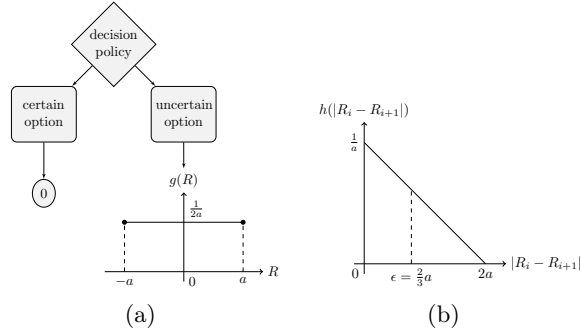 decision
policy
certain
option
uncertain
option
0
g(R)
1/2a
−a
0
a
R
(a)
h(|R_i − R_{i+1}|)
1/a
0
ϵ = 2/3 a
2a
|R_i − R_{i+1}|
(b)